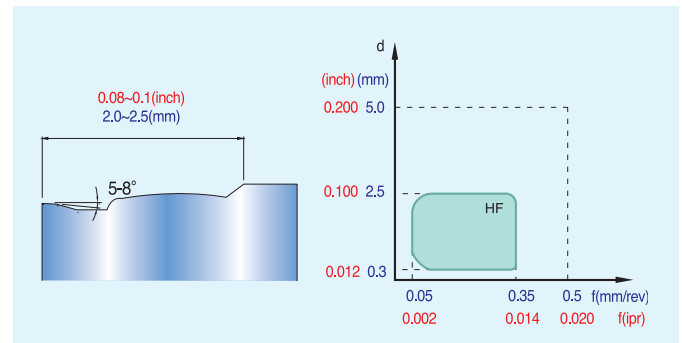 0.08~0.1(inch)
2.0~2.5(mm)
5-8°
d
(inch) (mm)
0.200 5.0
0.100 2.5
HF
0.012 0.3
0.05 0.35 0.5 f(mm/rev)
0.002 0.014 0.020 f(ipr)